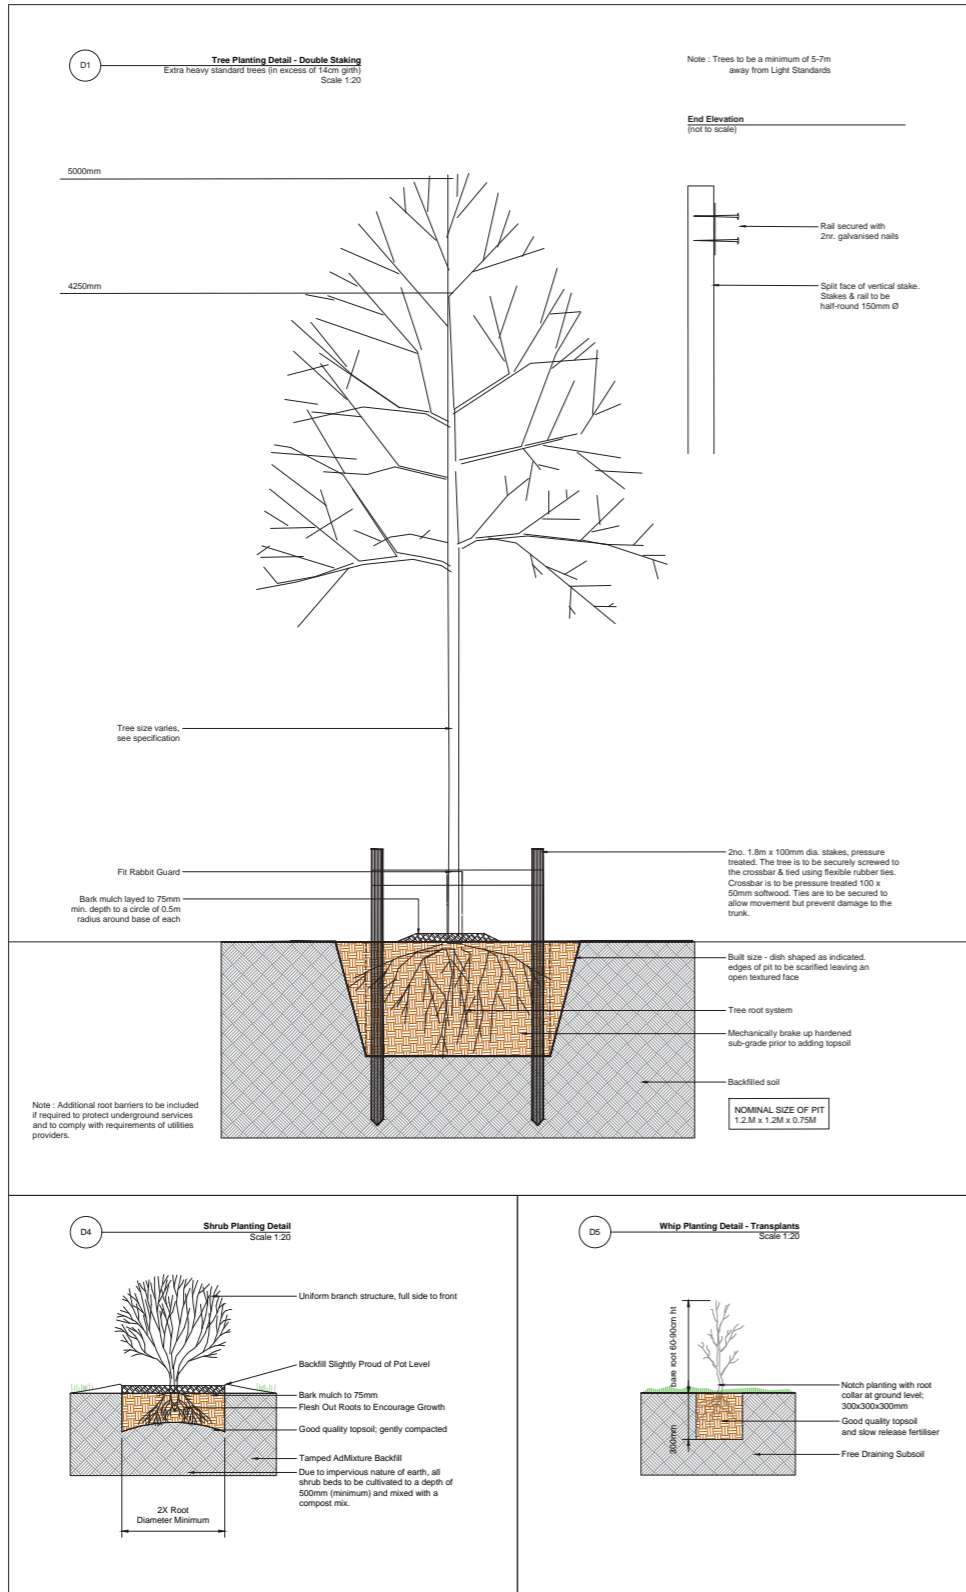 D1
Tree Planting Detail - Double Staking
Extra heavy standard trees (in excess of 14cm girth)
Scale 1:20
Note : Trees to be a minimum of 5-7m
away from Light Standards
End Elevation
(not to scale)
5000mm
4250mm
Rail secured with
2nr. galvanised nails
Split face of vertical stake.
Stakes & rail to be
half-round 150mm Ø
Tree size varies,
see specification
Fit Rabbit Guard
Bark mulch layed to 75mm
min. depth to a circle of 0.5m
radius around base of each
2no. 1.8m x 100mm dia. stakes, pressure
treated. The tree is to be securely screwed to
the crossbar & tied using flexible rubber ties.
Crossbar is to be pressure treated 100 x
50mm softwood. Ties are to be secured to
allow movement but prevent damage to the
trunk.
Built size - dish shaped as indicated.
edges of pit to be scarified leaving an
open textured face
Tree root system
Mechanically brake up hardened
sub-grade prior to adding topsoil
Backfilled soil
NOMINAL SIZE OF PIT
1.2.M x 1.2M x 0.75M
Note : Additional root barriers to be included
if required to protect underground services
and to comply with requirements of utilities
providers.
D4
Shrub Planting Detail
Scale 1:20
Uniform branch structure, full side to front
Backfill Slightly Proud of Pot Level
Bark mulch to 75mm
Flesh Out Roots to Encourage Growth
Good quality topsoil; gently compacted
Tamped AdMixture Backfill
Due to impervious nature of earth, all
shrub beds to be cultivated to a depth of
500mm (minimum) and mixed with a
compost mix.
2X Root
Diameter Minimum
D5
Whip Planting Detail - Transplants
Scale 1:20
bare root 60-90cm ht
300mm
Notch planting with root
collar at ground level;
300x300x300mm
Good quality topsoil
and slow release fertiliser
Free Draining Subsoil